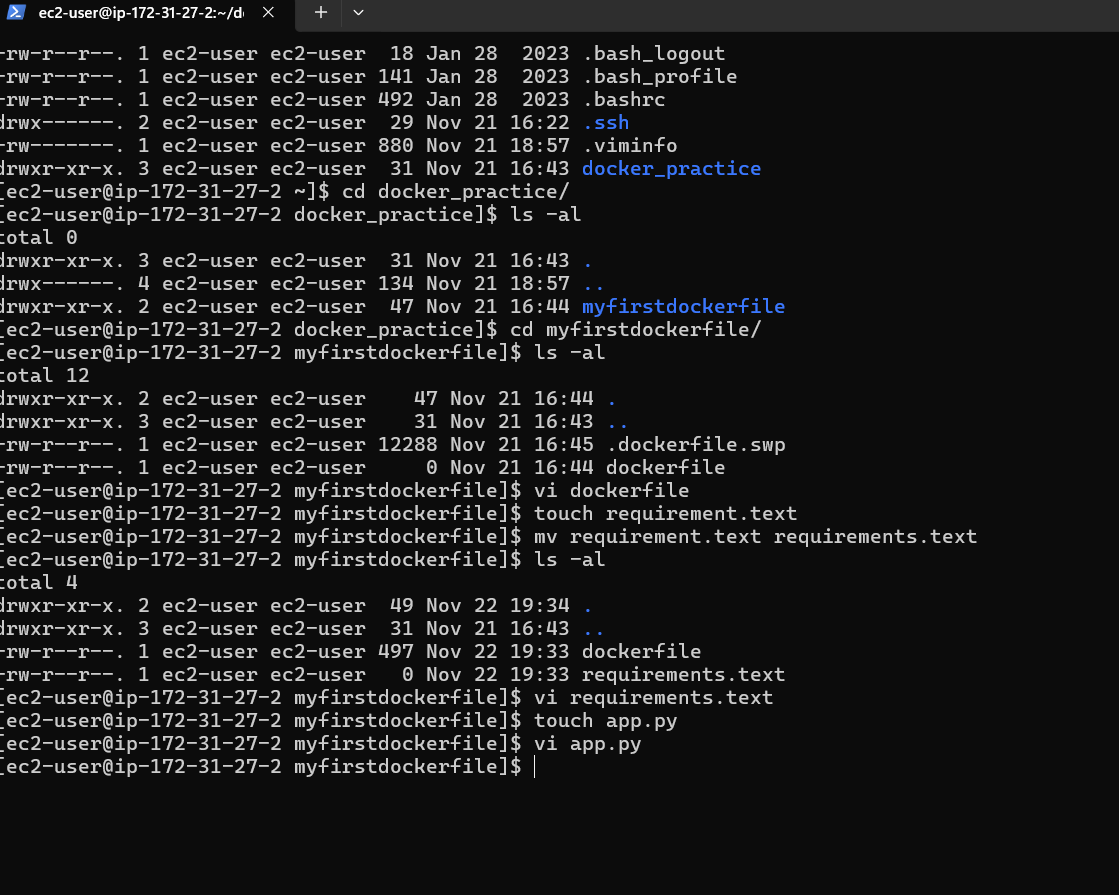 ec2-user@ip-172-31-27-2:~/d
-rw-r--r--. 1 ec2-user ec2-user  18 Jan 28  2023 .bash_logout
-rw-r--r--. 1 ec2-user ec2-user 141 Jan 28  2023 .bash_profile
-rw-r--r--. 1 ec2-user ec2-user 492 Jan 28  2023 .bashrc
drwx------. 2 ec2-user ec2-user  29 Nov 21 16:22 .ssh
-rw-------. 1 ec2-user ec2-user 880 Nov 21 18:57 .viminfo
drwxr-xr-x. 3 ec2-user ec2-user  31 Nov 21 16:43 docker_practice
[ec2-user@ip-172-31-27-2 ~]$ cd docker_practice/
[ec2-user@ip-172-31-27-2 docker_practice]$ ls -al
total 0
drwxr-xr-x. 3 ec2-user ec2-user  31 Nov 21 16:43 .
drwx------. 4 ec2-user ec2-user 134 Nov 21 18:57 ..
drwxr-xr-x. 2 ec2-user ec2-user  47 Nov 21 16:44 myfirstdockerfile
[ec2-user@ip-172-31-27-2 docker_practice]$ cd myfirstdockerfile/
[ec2-user@ip-172-31-27-2 myfirstdockerfile]$ ls -al
total 12
drwxr-xr-x. 2 ec2-user ec2-user    47 Nov 21 16:44 .
drwxr-xr-x. 3 ec2-user ec2-user    31 Nov 21 16:43 ..
-rw-r--r--. 1 ec2-user ec2-user 12288 Nov 21 16:45 .dockerfile.swp
-rw-r--r--. 1 ec2-user ec2-user     0 Nov 21 16:44 dockerfile
[ec2-user@ip-172-31-27-2 myfirstdockerfile]$ vi dockerfile
[ec2-user@ip-172-31-27-2 myfirstdockerfile]$ touch requirement.text
[ec2-user@ip-172-31-27-2 myfirstdockerfile]$ mv requirement.text requirements.text
[ec2-user@ip-172-31-27-2 myfirstdockerfile]$ ls -al
total 4
drwxr-xr-x. 2 ec2-user ec2-user  49 Nov 22 19:34 .
drwxr-xr-x. 3 ec2-user ec2-user  31 Nov 21 16:43 ..
-rw-r--r--. 1 ec2-user ec2-user 497 Nov 22 19:33 dockerfile
-rw-r--r--. 1 ec2-user ec2-user   0 Nov 22 19:33 requirements.text
[ec2-user@ip-172-31-27-2 myfirstdockerfile]$ vi requirements.text
[ec2-user@ip-172-31-27-2 myfirstdockerfile]$ touch app.py
[ec2-user@ip-172-31-27-2 myfirstdockerfile]$ vi app.py
[ec2-user@ip-172-31-27-2 myfirstdockerfile]$